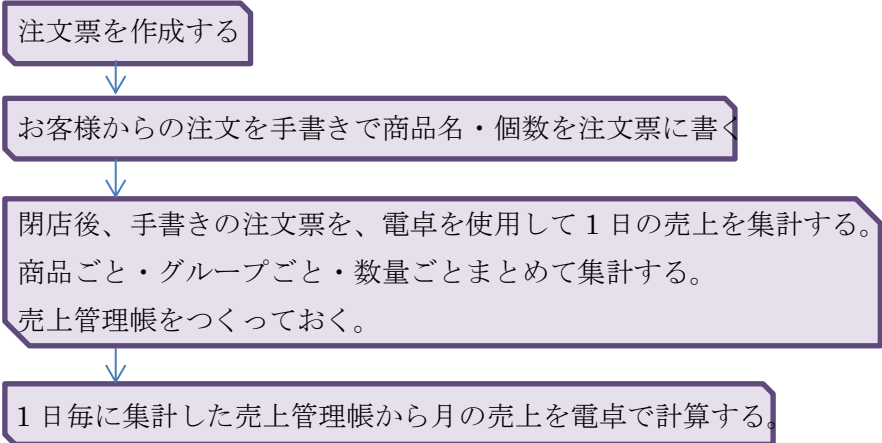 注文票を作成する
お客様からの注文を手書きで商品名・個数を注文票に書く
閉店後、手書きの注文票を、電卓を使用して1日の売上を集計する。
商品ごと・グループごと・数量ごとまとめて集計する。
売上管理帳をつくっておく。
1日毎に集計した売上管理帳から月の売上を電卓で計算する。